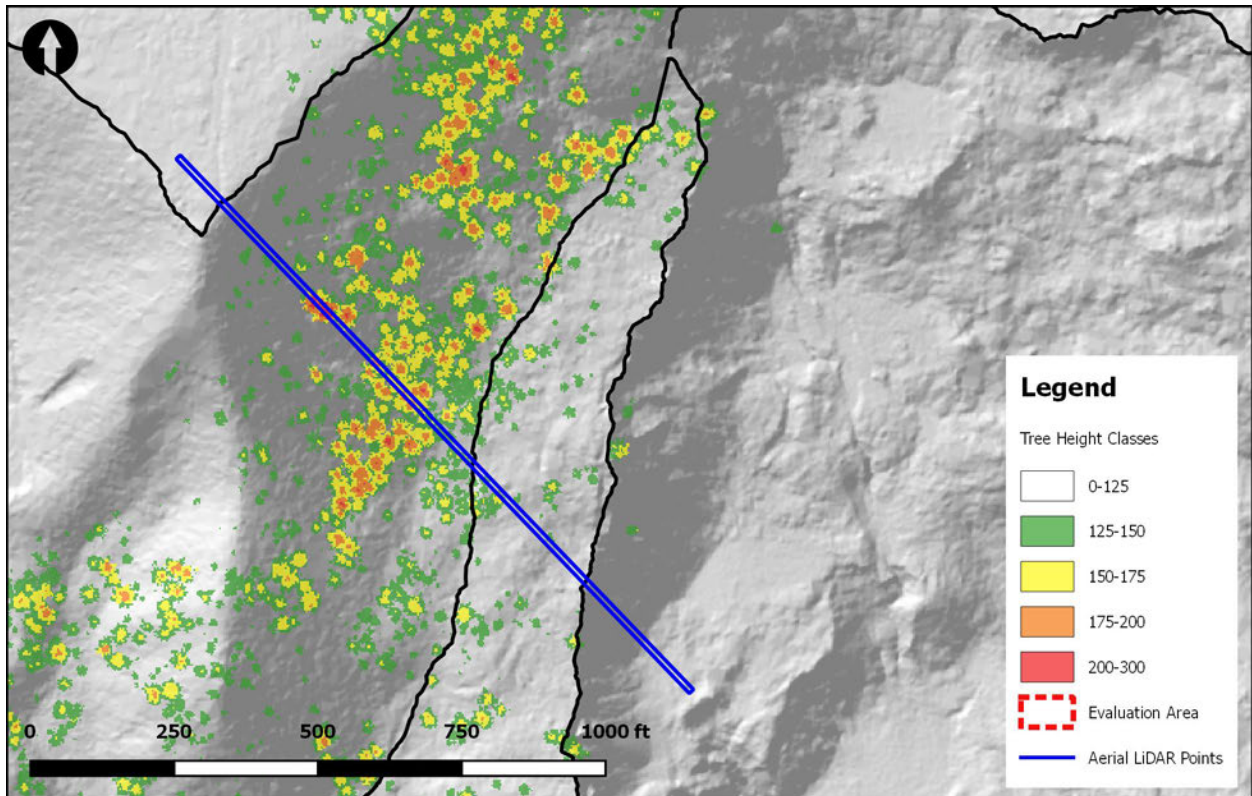 Legend
Tree Height Classes
0-125
125-150
150-175
175-200
200-300
Evaluation Area
Aerial LiDAR Points
0 250 500 750 1000 ft